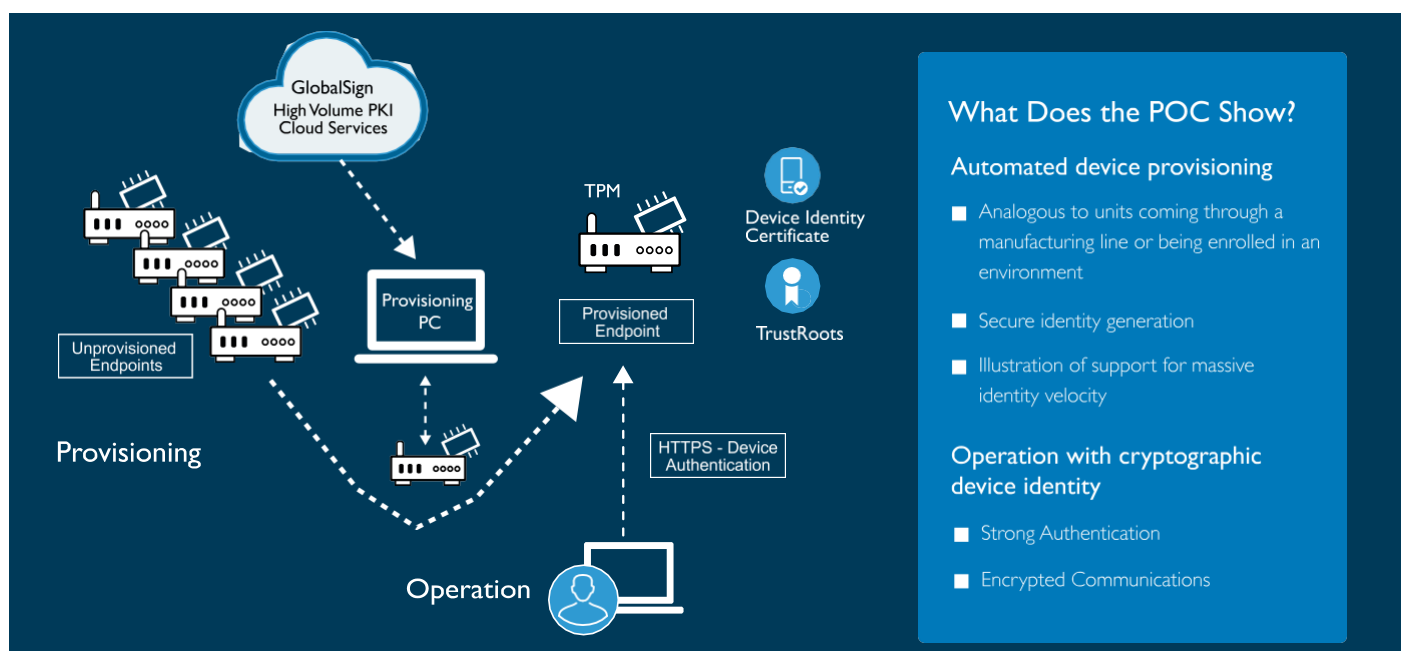 GlobalSign
High Volume PKI
Cloud Services
TPM
Device Identity
Certificate
TrustRoots
Provisioning
PC
Provisioned
Endpoint
Unprovisioned
Endpoints
Provisioning
HTTPS - Device
Authentication
Operation
What Does the POC Show?
Automated device provisioning
Analogous to units coming through a
manufacturing line or being enrolled in an
environment
Secure identity generation
Illustration of support for massive
identity velocity
Operation with cryptographic
device identity
Strong Authentication
Encrypted Communications